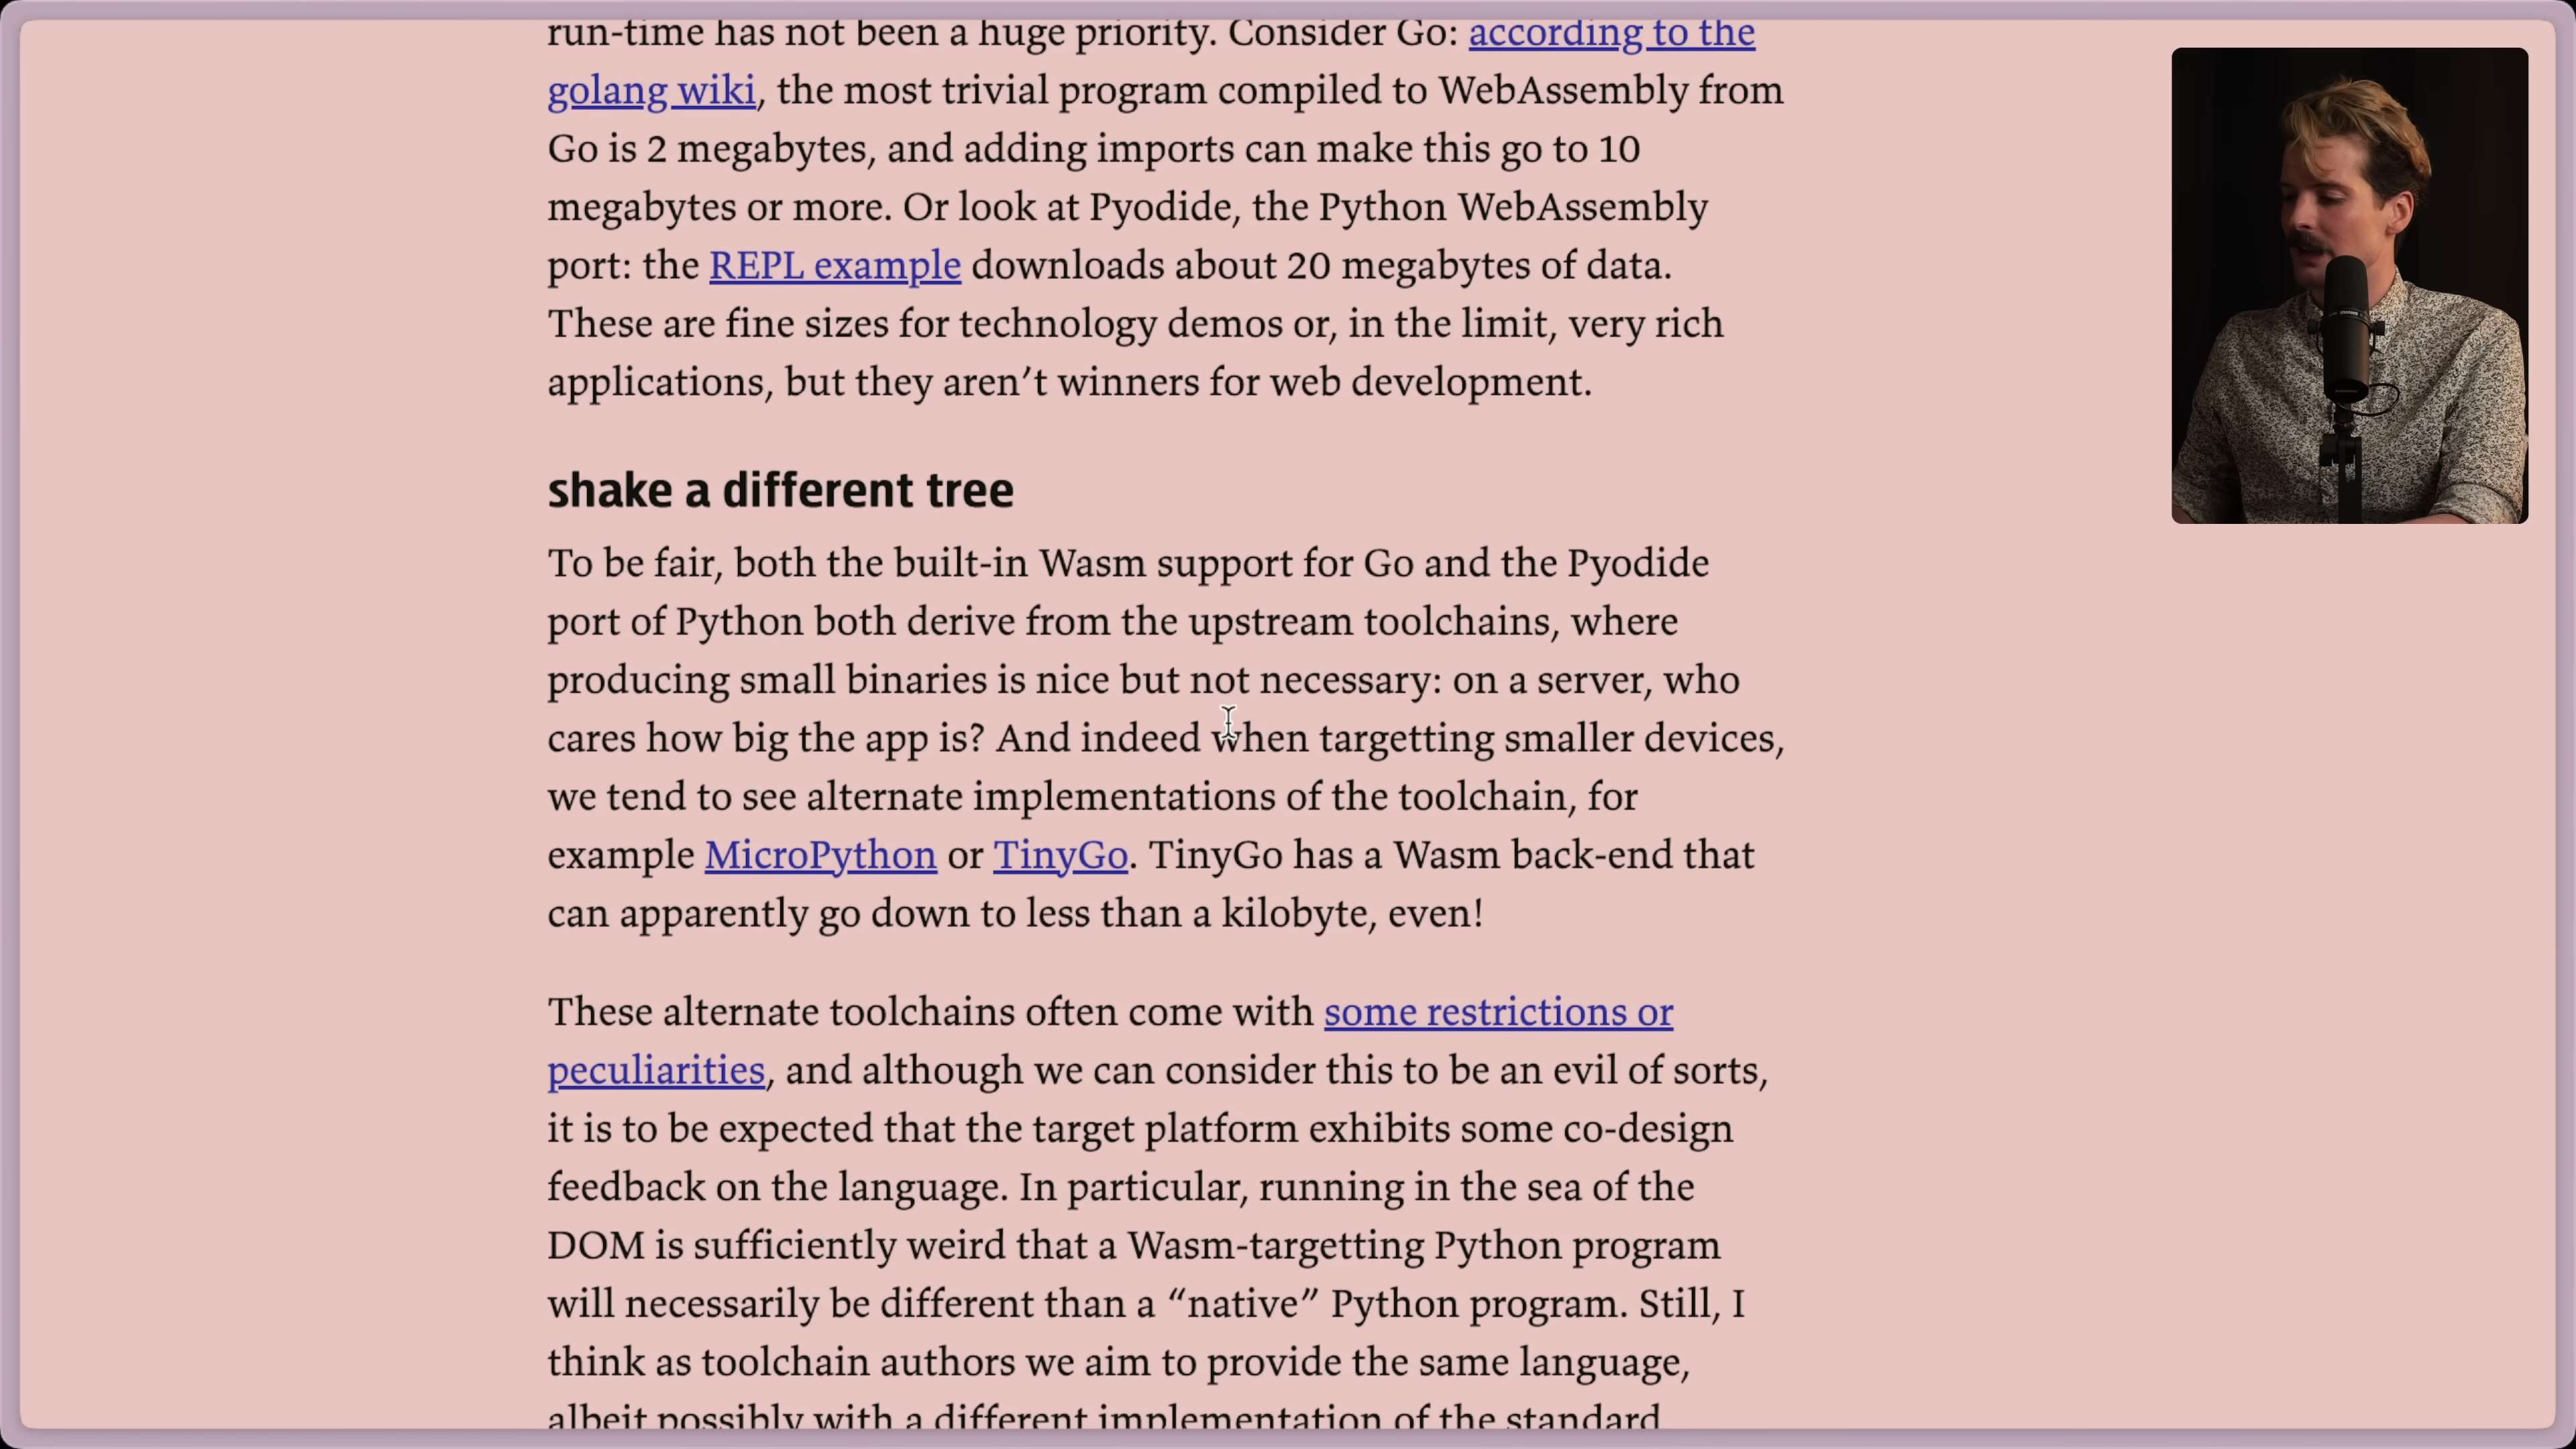 run-time has not been a huge priority. Consider Go: according to the
golang wiki, the most trivial program compiled to WebAssembly from
Go is 2 megabytes, and adding imports can make this go to 10
megabytes or more. Or look at Pyodide, the Python WebAssembly
port: the REPL example downloads about 20 megabytes of data.
These are fine sizes for technology demos or, in the limit, very rich
applications, but they aren’t winners for web development.
shake a different tree
To be fair, both the built-in Wasm support for Go and the Pyodide
port of Python both derive from the upstream toolchains, where
producing small binaries is nice but not necessary: on a server, who
cares how big the app is? And indeed when targetting smaller devices,
we tend to see alternate implementations of the toolchain, for
example MicroPython or TinyGo. TinyGo has a Wasm back-end that
can apparently go down to less than a kilobyte, even!
These alternate toolchains often come with some restrictions or
peculiarities, and although we can consider this to be an evil of sorts,
it is to be expected that the target platform exhibits some co-design
feedback on the language. In particular, running in the sea of the
DOM is sufficiently weird that a Wasm-targetting Python program
will necessarily be different than a “native” Python program. Still, I
think as toolchain authors we aim to provide the same language,
albeit possibly with a different implementation of the standard